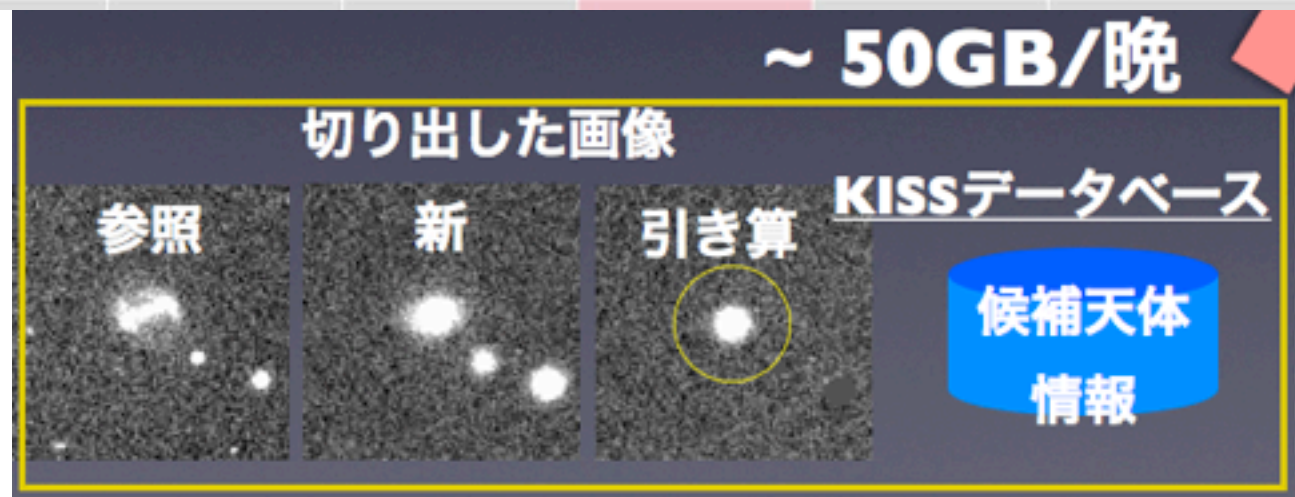 ~ 50GB/晩
切り出した画像
KISSデータベース
参照
新
引き算
候補天体
情報